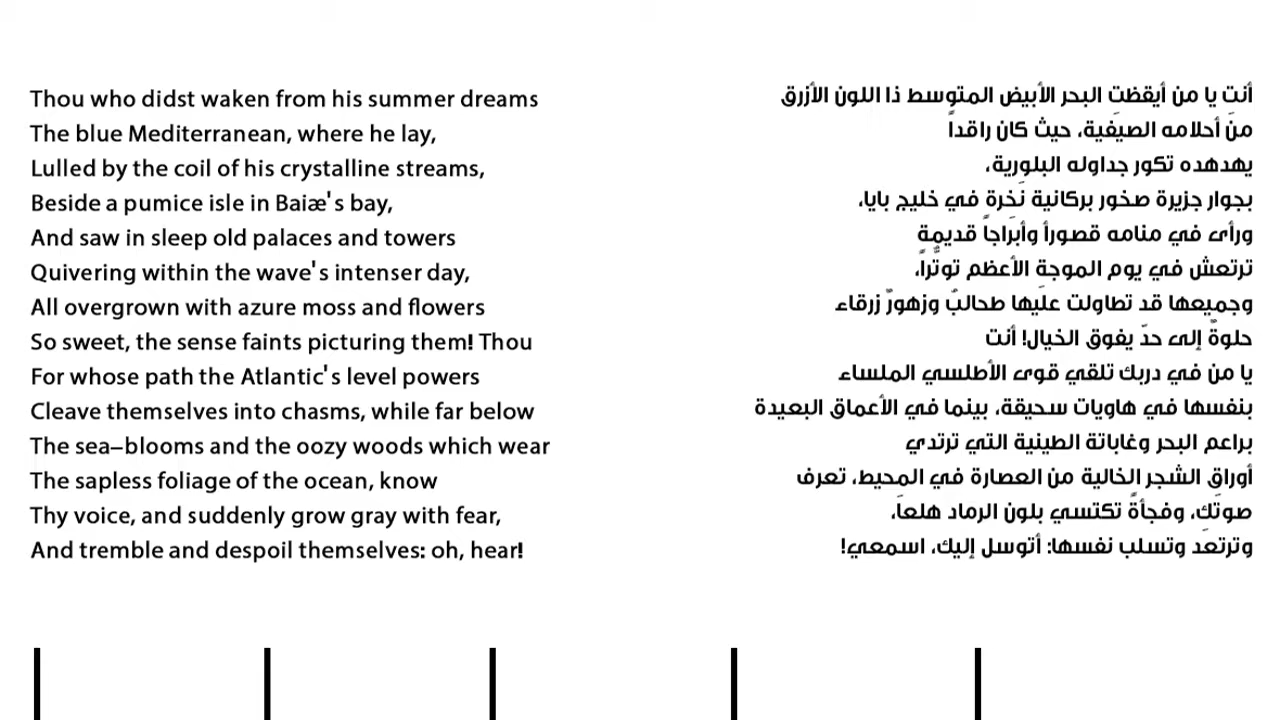 Thou who didst waken from his summer dreams
The blue Mediterranean, where he lay,
Lulled by the coil of his crystalline streams,
Beside a pumice isle in Baiæ's bay,
And saw in sleep old palaces and towers
Quivering within the wave's intenser day,
All overgrown with azure moss and flowers
So sweet, the sense faints picturing them! Thou
For whose path the Atlantic's level powers
Cleave themselves into chasms, while far below
The sea–blooms and the oozy woods which wear
The sapless foliage of the ocean, know
Thy voice, and suddenly grow gray with fear,
And tremble and despoil themselves: oh, hear!
أنت يا من أيقظت البحر الأبيض المتوسط ذا اللون الأزرق
من أحلامه الصيَفية، حيث كان راقداً
يهدهده تكور جداوله البلورية،
بجوار جزيرة صخور بركانية نَخرة في خليج بايا،
ورأى في منامه قصوراً وأبَراجاً قديمة
ترتعش في يوم الموجة الأعظم توتُّراً،
وجميعها قد تطاولت علَيها طحالبٌ وزهورٌ زرقاء
حلوةٌ إلى حدّ يفوق الخيال! أنت
يا من في دربك تلقي قوى الأطلسي الملساء
بنفسها في هاويات سحيقة، بينما في الأعماق البعيدة
براعم البحر وغاباتة الطينية التي ترتدي
أوراق الشجر الخالية من العصارة في المحيط، تعرف
صوتَك، وفجأةً تكتسي بلون الرماد هلعاً،
وترتعَد وتسلب نفسها: أتوسل إليك، اسمعي!